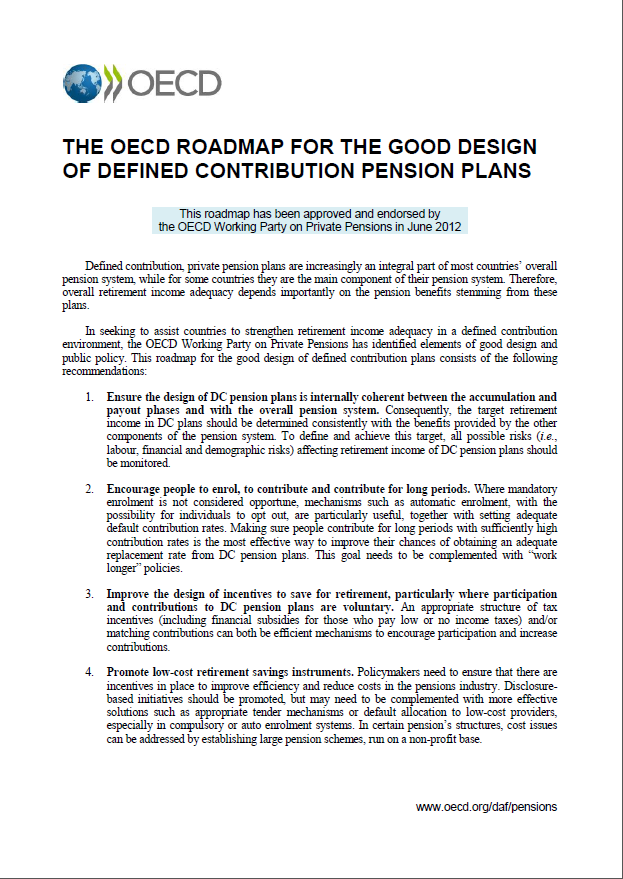 OECD
THE OECD ROADMAP FOR THE GOOD DESIGN
OF DEFINED CONTRIBUTION PENSION PLANS
This roadmap has been approved and endorsed by
the OECD Working Party on Private Pensions in June 2012
Defined contribution, private pension plans are increasingly an integral part of most countries’ overall
pension system, while for some countries they are the main component of their pension system. Therefore,
overall retirement income adequacy depends importantly on the pension benefits stemming from these
plans.
In seeking to assist countries to strengthen retirement income adequacy in a defined contribution
environment, the OECD Working Party on Private Pensions has identified elements of good design and
public policy. This roadmap for the good design of defined contribution plans consists of the following
recommendations:
1. Ensure the design of DC pension plans is internally coherent between the accumulation and
payout phases and with the overall pension system. Consequently, the target retirement
income in DC plans should be determined consistently with the benefits provided by the other
components of the pension system. To define and achieve this target, all possible risks (i.e.,
labour, financial and demographic risks) affecting retirement income of DC pension plans should
be monitored.
2. Encourage people to enrol, to contribute and contribute for long periods. Where mandatory
enrolment is not considered opportune, mechanisms such as automatic enrolment, with the
possibility for individuals to opt out, are particularly useful, together with setting adequate
default contribution rates. Making sure people contribute for long periods with sufficiently high
contribution rates is the most effective way to improve their chances of obtaining an adequate
replacement rate from DC pension plans. This goal needs to be complemented with “work
longer” policies.
3. Improve the design of incentives to save for retirement, particularly where participation
and contributions to DC pension plans are voluntary. An appropriate structure of tax
incentives (including financial subsidies for those who pay low or no income taxes) and/or
matching contributions can both be efficient mechanisms to encourage participation and increase
contributions.
4. Promote low-cost retirement savings instruments. Policymakers need to ensure that there are
incentives in place to improve efficiency and reduce costs in the pensions industry. Disclosure-
based initiatives should be promoted, but may need to be complemented with more effective
solutions such as appropriate tender mechanisms or default allocation to low-cost providers,
especially in compulsory or auto enrolment systems. In certain pension’s structures, cost issues
can be addressed by establishing large pension schemes, run on a non-profit base.
www.oecd.org/daf/pensions